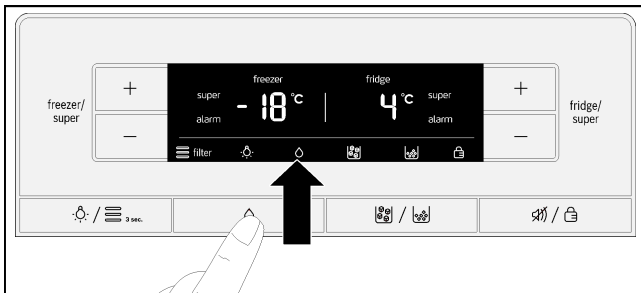 freezer/
super
+
−
freezer
super
-18 °C
alarm
fridge
4 °C
super
alarm
filter
+
−
fridge/
super
/ 3 sec.
/
/